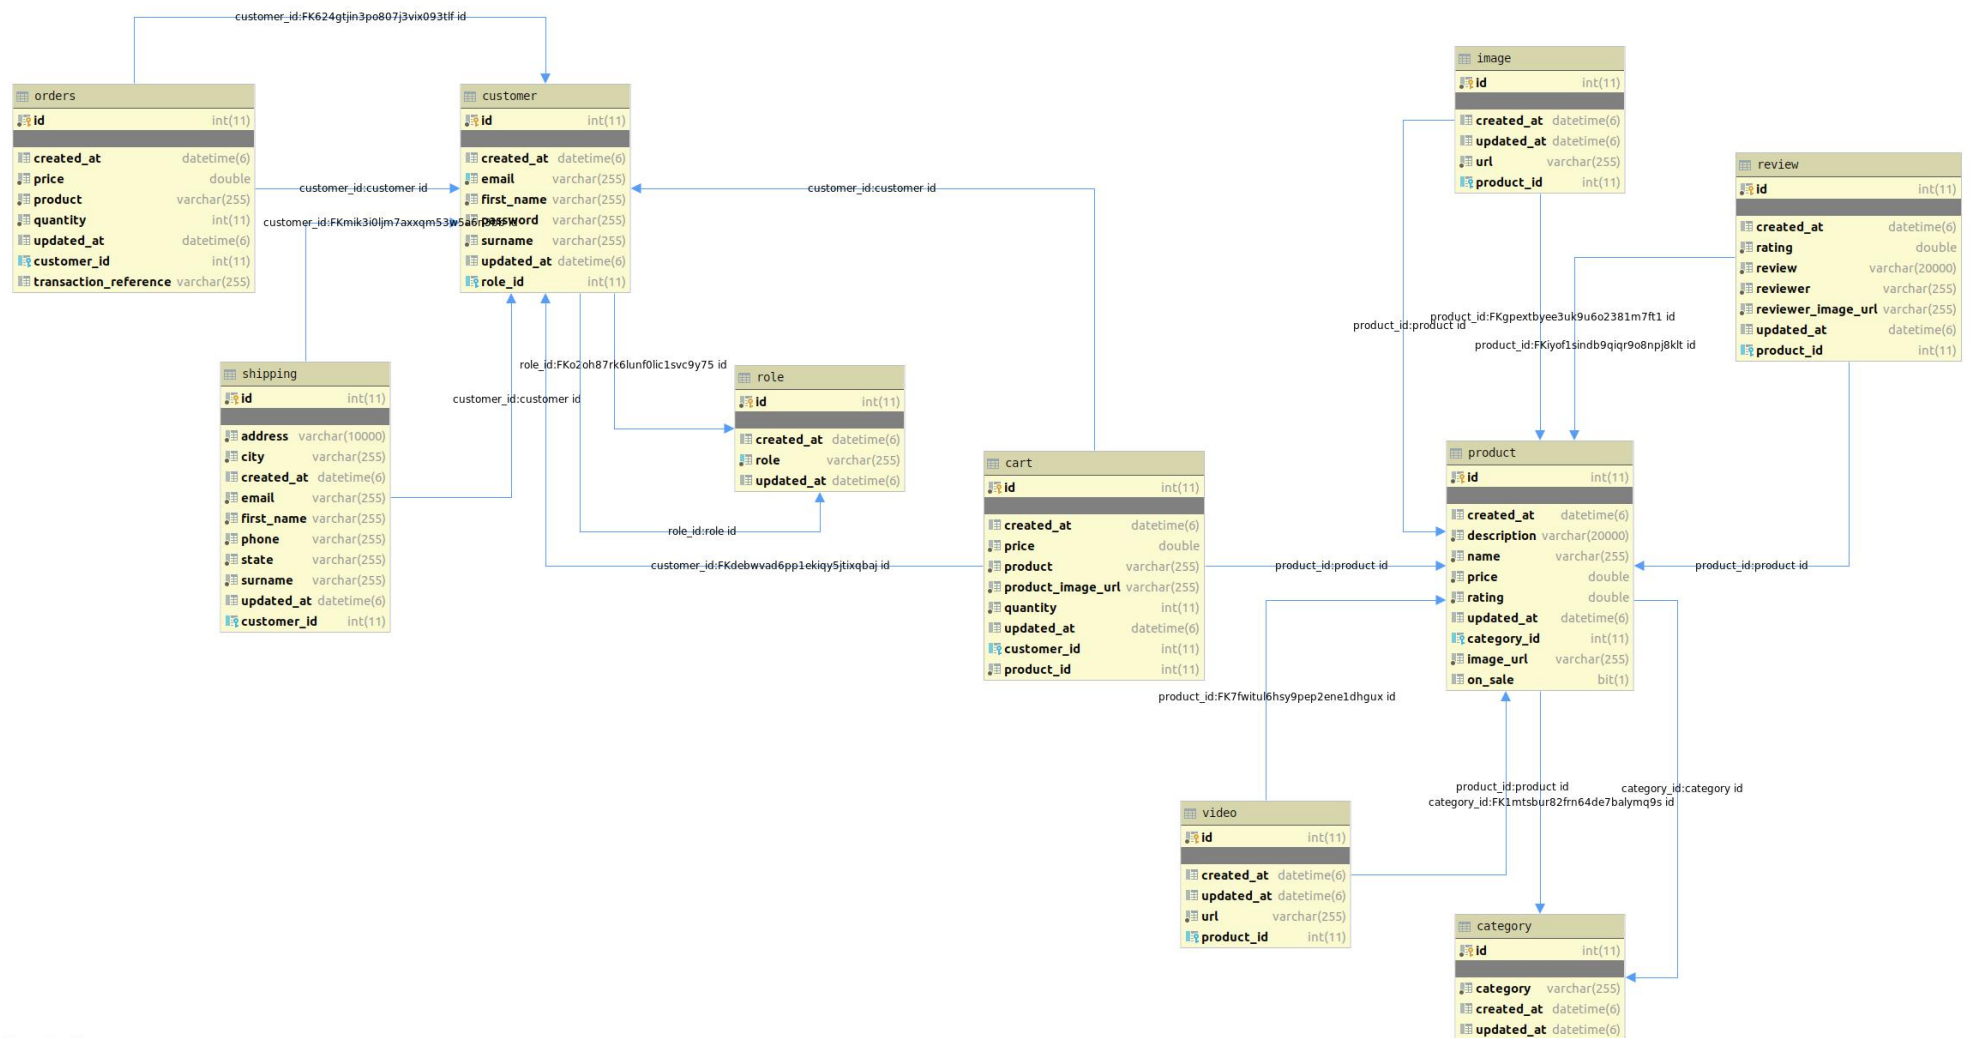 customer_id:FK624gtjin3po807j3vix093tlf id
orders
id int(11)
created_at datetime(6)
price double
product varchar(255)
quantity int(11)
updated_at datetime(6)
customer_id int(11)
transaction_reference varchar(255)
customer
id int(11)
created_at datetime(6)
email varchar(255)
first_name varchar(255)
password varchar(255)
surname varchar(255)
updated_at datetime(6)
role_id int(11)
customer_id:customer id
customer_id:customer id
image
id int(11)
created_at datetime(6)
updated_at datetime(6)
url varchar(255)
product_id int(11)
review
id int(11)
created_at datetime(6)
rating double
review varchar(20000)
reviewer varchar(255)
reviewer_image_url varchar(255)
updated_at datetime(6)
product_id int(11)
product_id:FKgpextbyee3uk9u6o2381m7ft1 id
product_id:product id
product_id:FKiyof1sindb9qiqr9o8npj8klt id
shipping
id int(11)
address varchar(10000)
city varchar(255)
created_at datetime(6)
email varchar(255)
first_name varchar(255)
phone varchar(255)
state varchar(255)
surname varchar(255)
updated_at datetime(6)
customer_id int(11)
role_id:FKo2oh87rk6lunf0lic1svc9y75 id
customer_id:customer id
role
id int(11)
created_at datetime(6)
role varchar(255)
updated_at datetime(6)
role_id:role id
customer_id:FKdebwvad6pp1ekiqy5jtixqbaj id
cart
id int(11)
created_at datetime(6)
price double
product varchar(255)
product_image_url varchar(255)
quantity int(11)
updated_at datetime(6)
customer_id int(11)
product_id int(11)
product_id:product id
product
id int(11)
created_at datetime(6)
description varchar(20000)
name varchar(255)
price double
rating double
updated_at datetime(6)
category_id int(11)
image_url varchar(255)
on_sale bit(1)
product_id:product id
product_id:FK7fwitul6hsy9pep2ene1dhgux id
product_id:product id
category_id:FK1mtsbur82frn64de7balymq9s id
category_id:category id
video
id int(11)
created_at datetime(6)
updated_at datetime(6)
url varchar(255)
product_id int(11)
category
id int(11)
category varchar(255)
created_at datetime(6)
updated_at datetime(6)